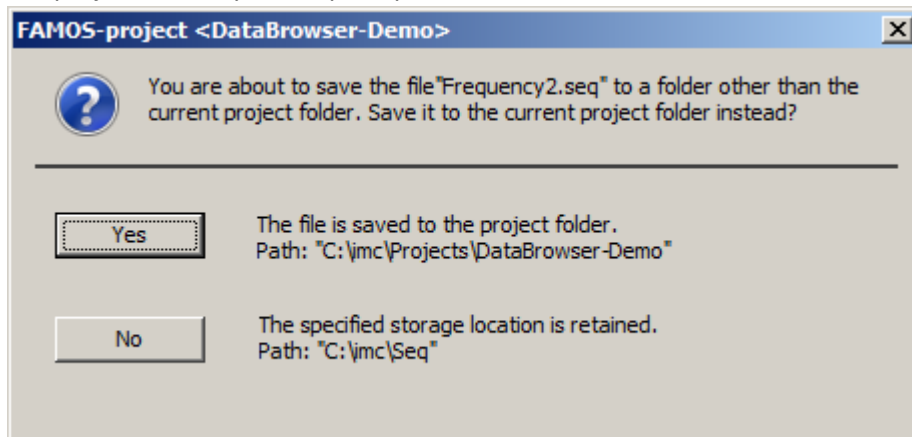 FAMOS-project <DataBrowser-Demo>
You are about to save the file"Frequency2.seq" to a folder other than the
current project folder. Save it to the current project folder instead?
Yes
The file is saved to the project folder.
Path: "C:\imc\Projects\DataBrowser-Demo"
No
The specified storage location is retained.
Path: "C:\imc\Seq"